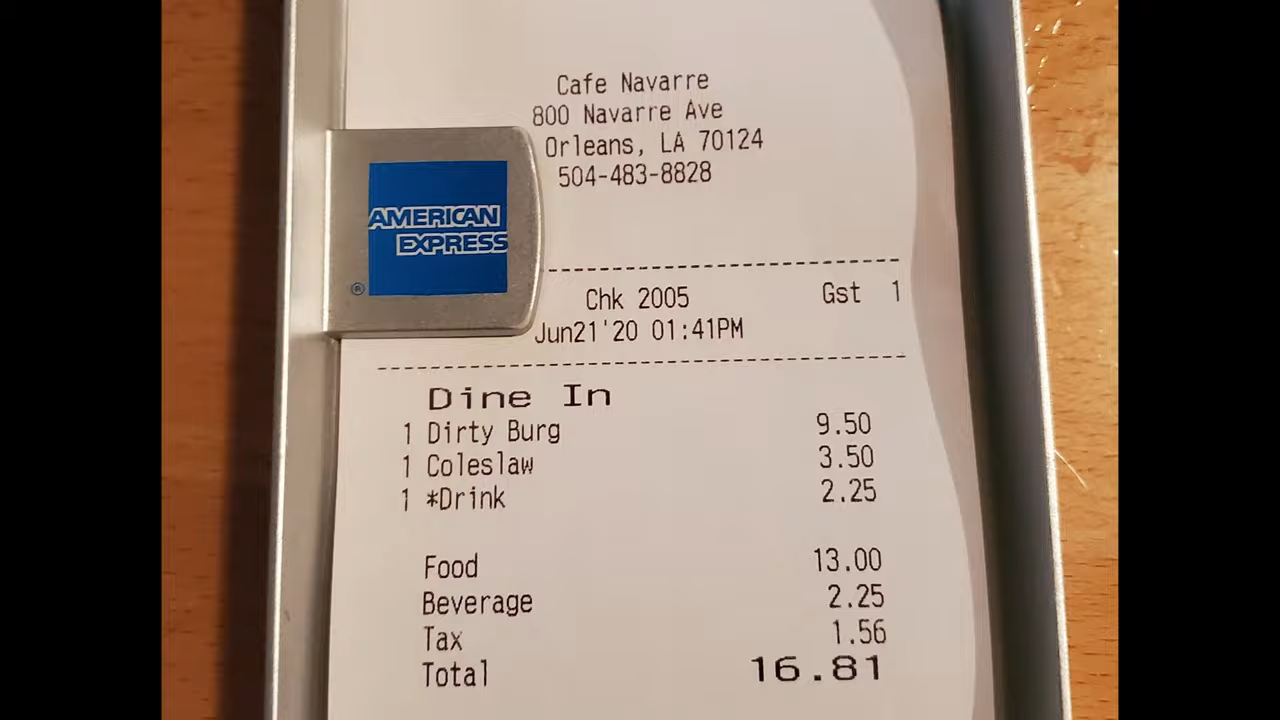 Cafe Navarre
800 Navarre Ave
Orleans, LA 70124
504-483-8828
AMERICAN
EXPRESS
®
Chk 2005 Gst 1
Jun21'20 01:41PM
Dine In
1 Dirty Burg 9.50
1 Coleslaw 3.50
1 *Drink 2.25
Food 13.00
Beverage 2.25
Tax 1.56
Total 16.81